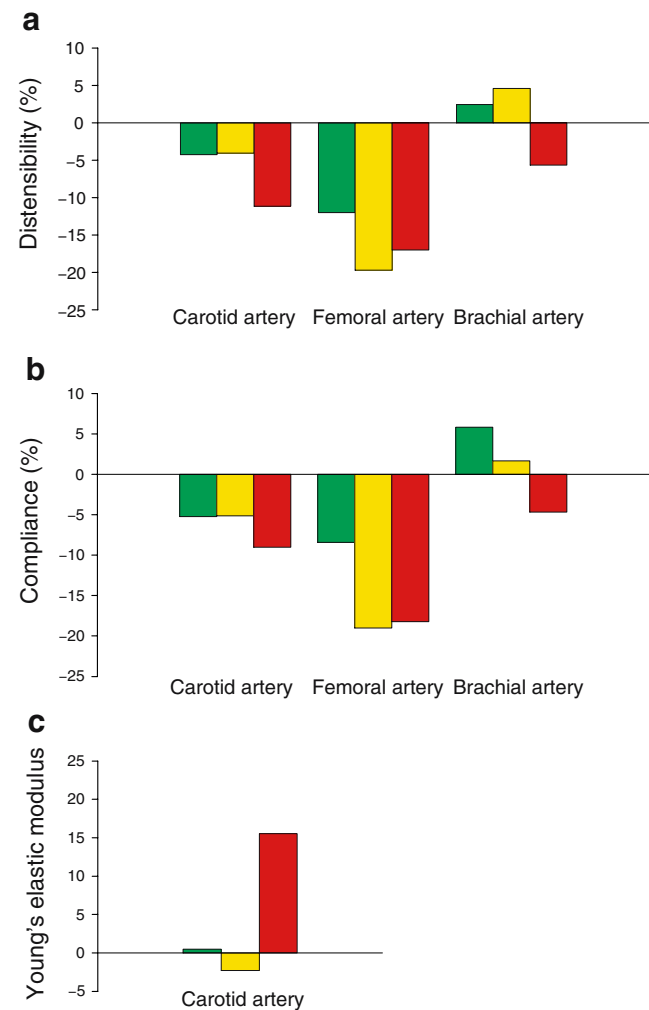 a
Distensibility (%)
10
5
0
−5
−10
−15
−20
−25
Carotid artery Femoral artery Brachial artery
b
Compliance (%)
10
5
0
−5
−10
−15
−20
−25
Carotid artery Femoral artery Brachial artery
c
Young's elastic modulus
25
20
15
10
5
0
−5
Carotid artery